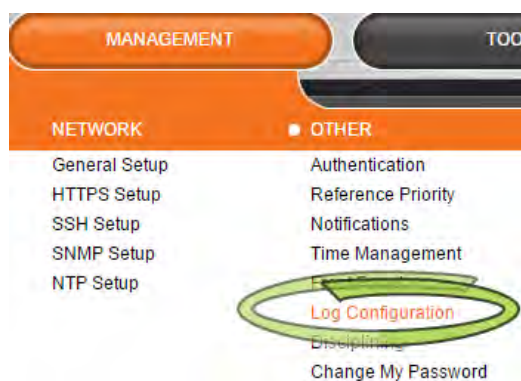 MANAGEMENT
TOO
NETWORK
General Setup
HTTPS Setup
SSH Setup
SNMP Setup
NTP Setup
OTHER
Authentication
Reference Priority
Notifications
Time Management
Log Configuration
Disciplining
Change My Password